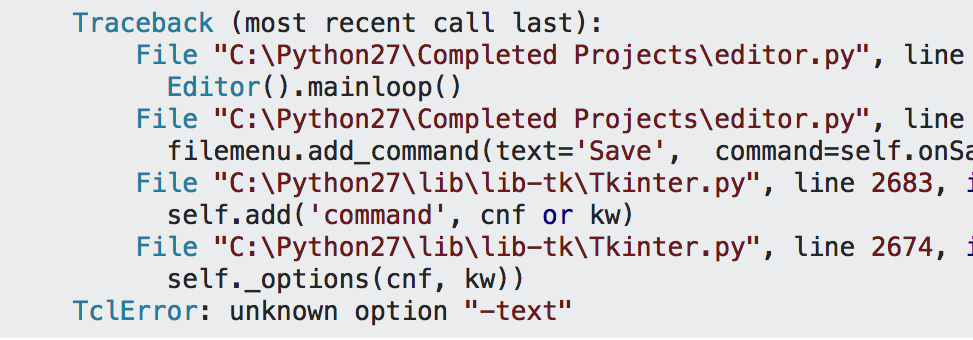 Traceback (most recent call last):
File "C:\Python27\Completed Projects\editor.py", line
Editor().mainloop()
File "C:\Python27\Completed Projects\editor.py", line
filemenu.add_command(text='Save', command=self.onSa
File "C:\Python27\lib\lib-tk\Tkinter.py", line 2683, i
self.add('command', cnf or kw)
File "C:\Python27\lib\lib-tk\Tkinter.py", line 2674, i
self._options(cnf, kw))
TclError: unknown option "-text"